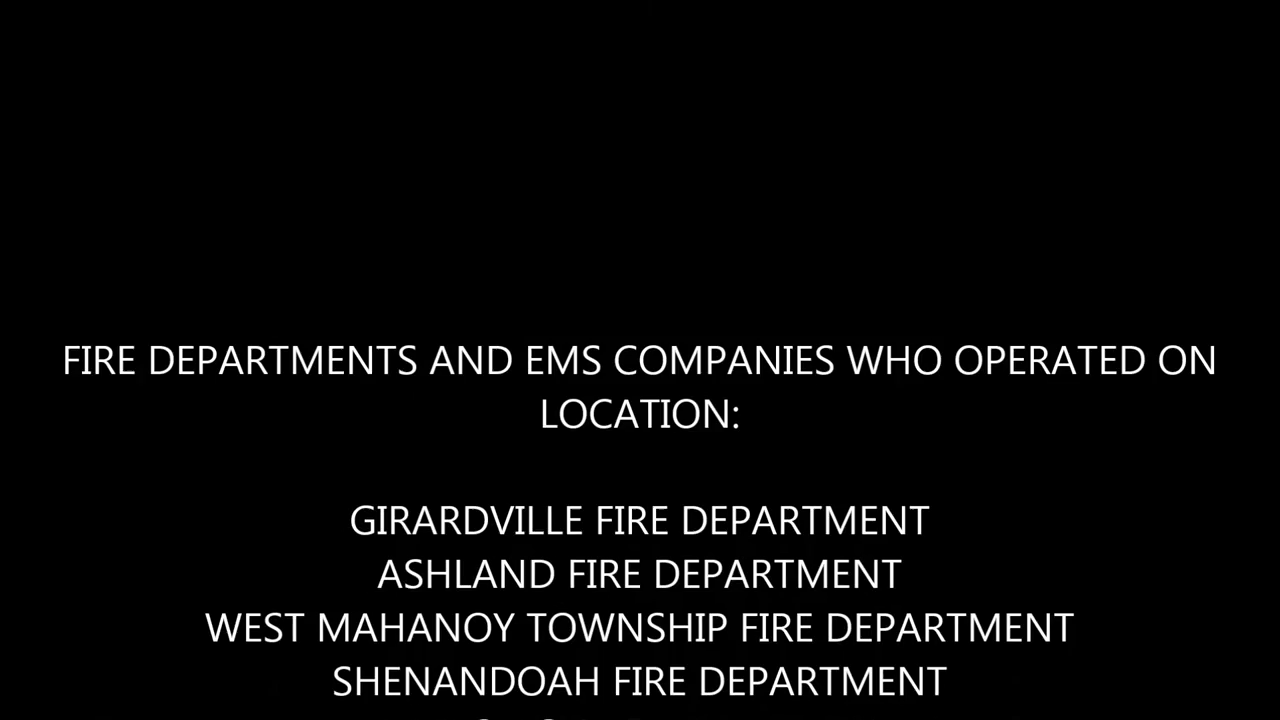 FIRE DEPARTMENTS AND EMS COMPANIES WHO OPERATED ON
LOCATION:
GIRARDVILLE FIRE DEPARTMENT
ASHLAND FIRE DEPARTMENT
WEST MAHANOY TOWNSHIP FIRE DEPARTMENT
SHENANDOAH FIRE DEPARTMENT